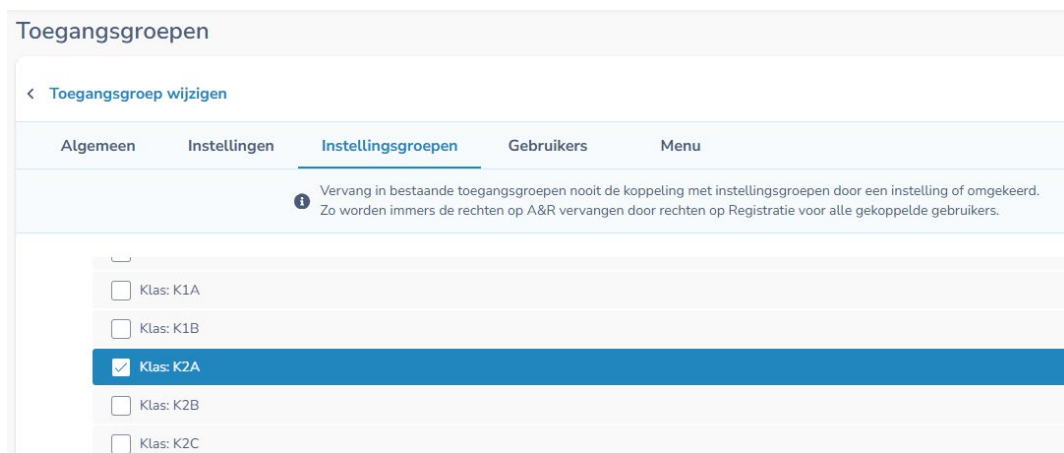 Toegangsgroepen
Toegangsgroep wijzigen
Algemeen Instellingen Instellingsgroepen Gebruikers Menu
Vervang in bestaande toegangsgroepen nooit de koppeling met instellingsgroepen door een instelling of omgekeerd.
Zo worden immers de rechten op A&R vervangen door rechten op Registratie voor alle gekoppelde gebruikers.
Klas: K1A
Klas: K1B
Klas: K2A
Klas: K2B
Klas: K2C